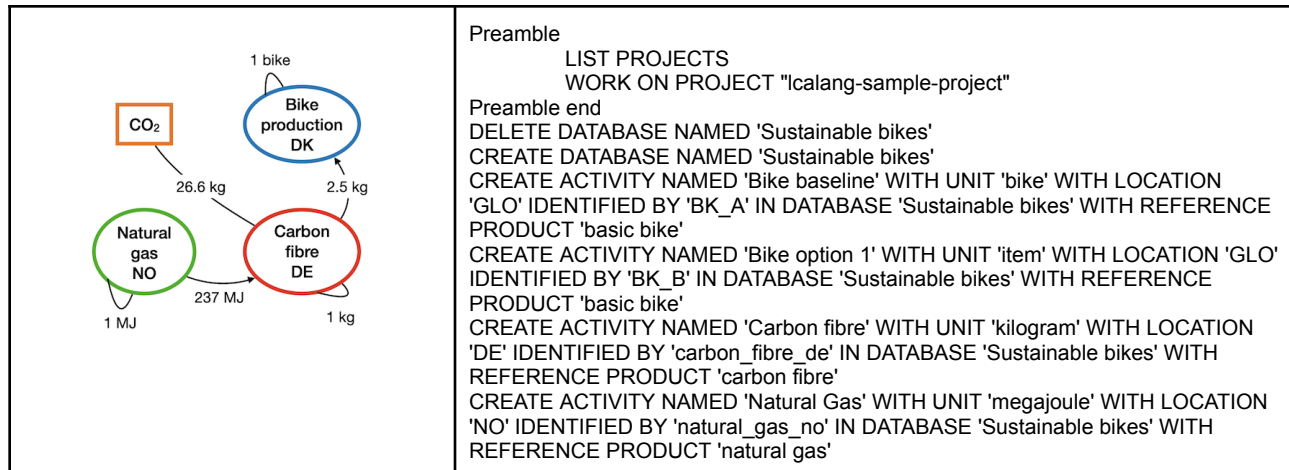 1 bike
Bike
production
DK
CO₂
26.6 kg
2.5 kg
Natural
gas
NO
Carbon
fibre
DE
237 MJ
1 MJ
1 kg
Preamble
LIST PROJECTS
WORK ON PROJECT "lcalang-sample-project"
Preamble end
DELETE DATABASE NAMED 'Sustainable bikes'
CREATE DATABASE NAMED 'Sustainable bikes'
CREATE ACTIVITY NAMED 'Bike baseline' WITH UNIT 'bike' WITH LOCATION
'GLO' IDENTIFIED BY 'BK_A' IN DATABASE 'Sustainable bikes' WITH REFERENCE
PRODUCT 'basic bike'
CREATE ACTIVITY NAMED 'Bike option 1' WITH UNIT 'item' WITH LOCATION 'GLO'
IDENTIFIED BY 'BK_B' IN DATABASE 'Sustainable bikes' WITH REFERENCE
PRODUCT 'basic bike'
CREATE ACTIVITY NAMED 'Carbon fibre' WITH UNIT 'kilogram' WITH LOCATION
'DE' IDENTIFIED BY 'carbon_fibre_de' IN DATABASE 'Sustainable bikes' WITH
REFERENCE PRODUCT 'carbon fibre'
CREATE ACTIVITY NAMED 'Natural Gas' WITH UNIT 'megajoule' WITH LOCATION
'NO' IDENTIFIED BY 'natural_gas_no' IN DATABASE 'Sustainable bikes' WITH
REFERENCE PRODUCT 'natural gas'